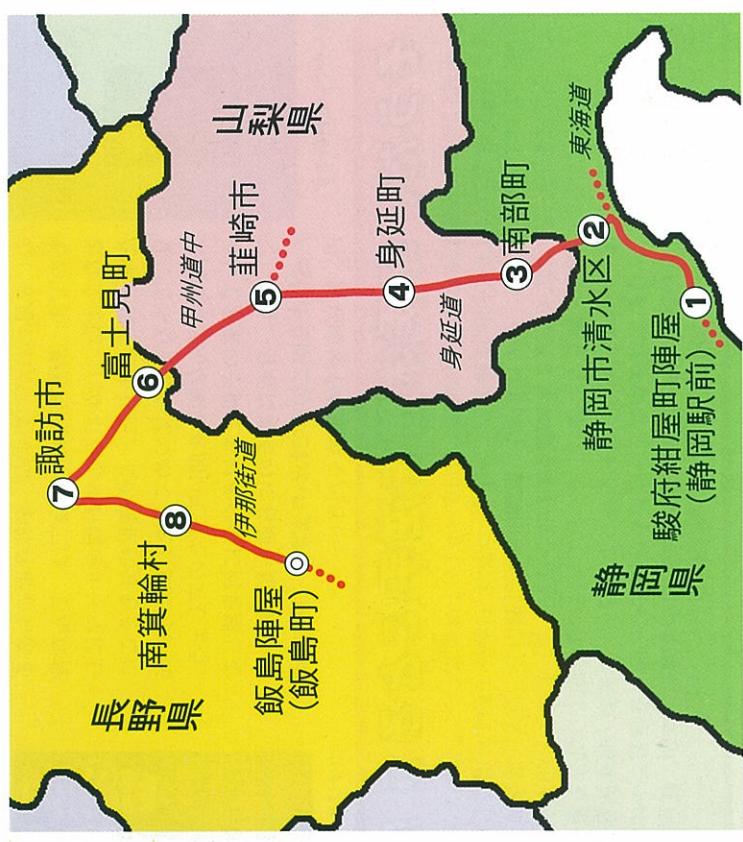 長野県
山梨県
静岡県
諏訪市
富士見町
韮崎市
身延町
南部町
静岡市清水区
駿府紺屋町陣屋
(静岡駅前)
南箕輪村
飯島陣屋
(飯島町)
甲州道中
身延道
東海道
伊那街道
1
2
3
4
5
6
7
8